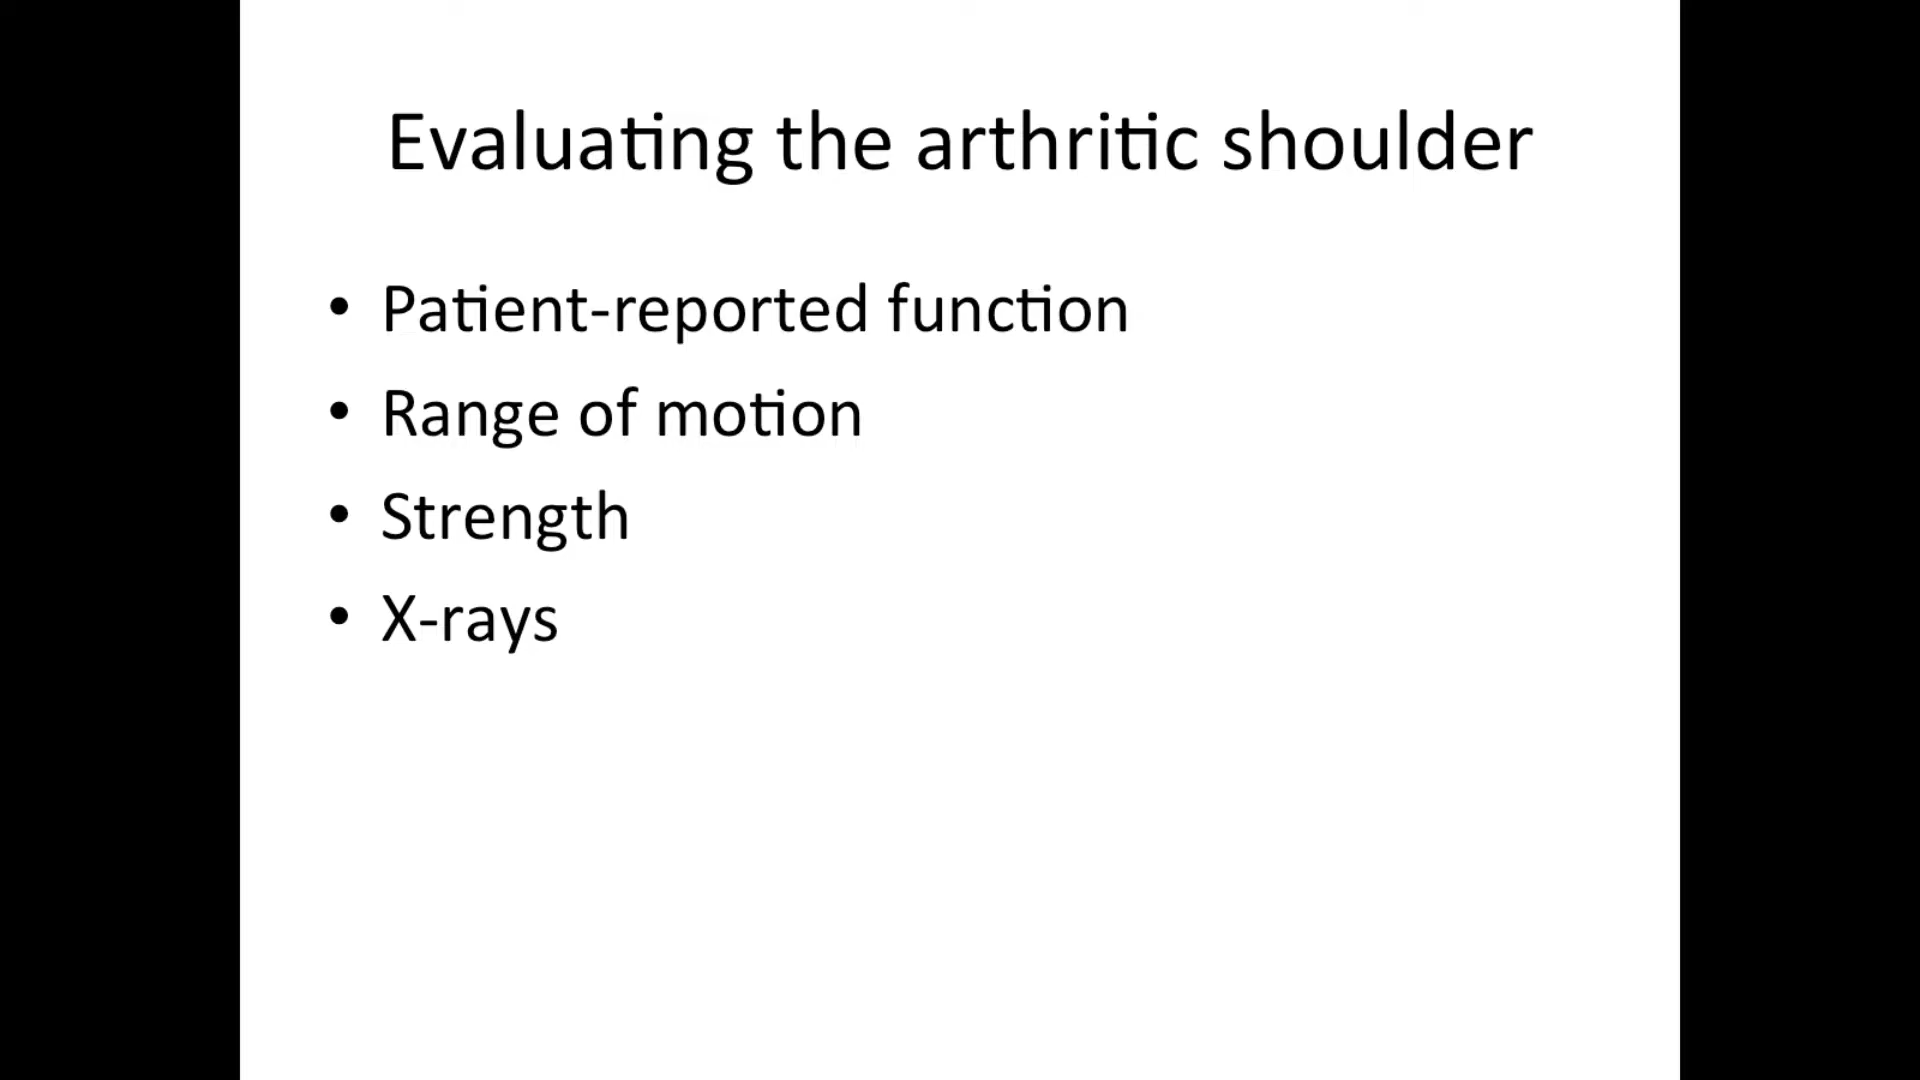 Evaluating the arthritic shoulder
• Patient-reported function
• Range of motion
• Strength
• X-rays